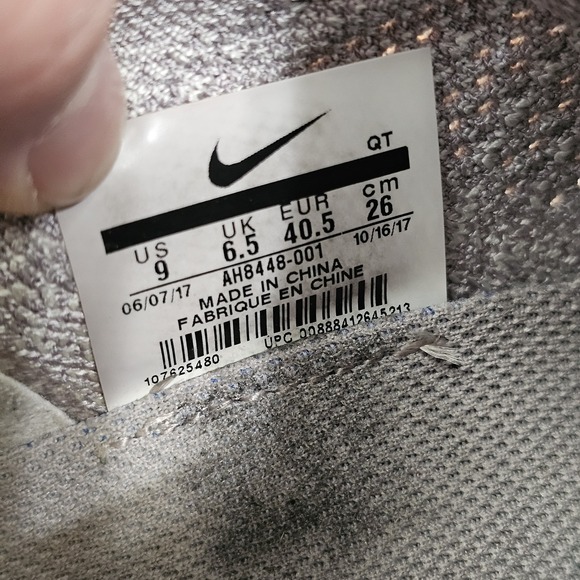 QT
US UK EUR cm
9 6.5 40.5 26
06/07/17 AH8448-001 10/16/17
MADE IN CHINA
FABRIQUE EN CHINE
107625480 UPC 00888412645213